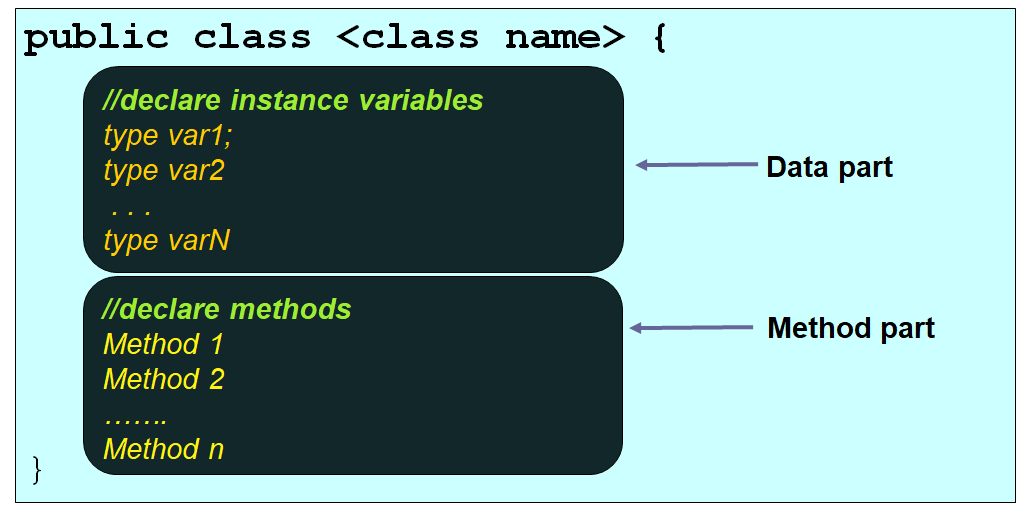 public class <class name> {
//declare instance variables
type var1;
type var2
. . .
type varN
Data part
//declare methods
Method 1
Method 2
.......
Method n
Method part
}